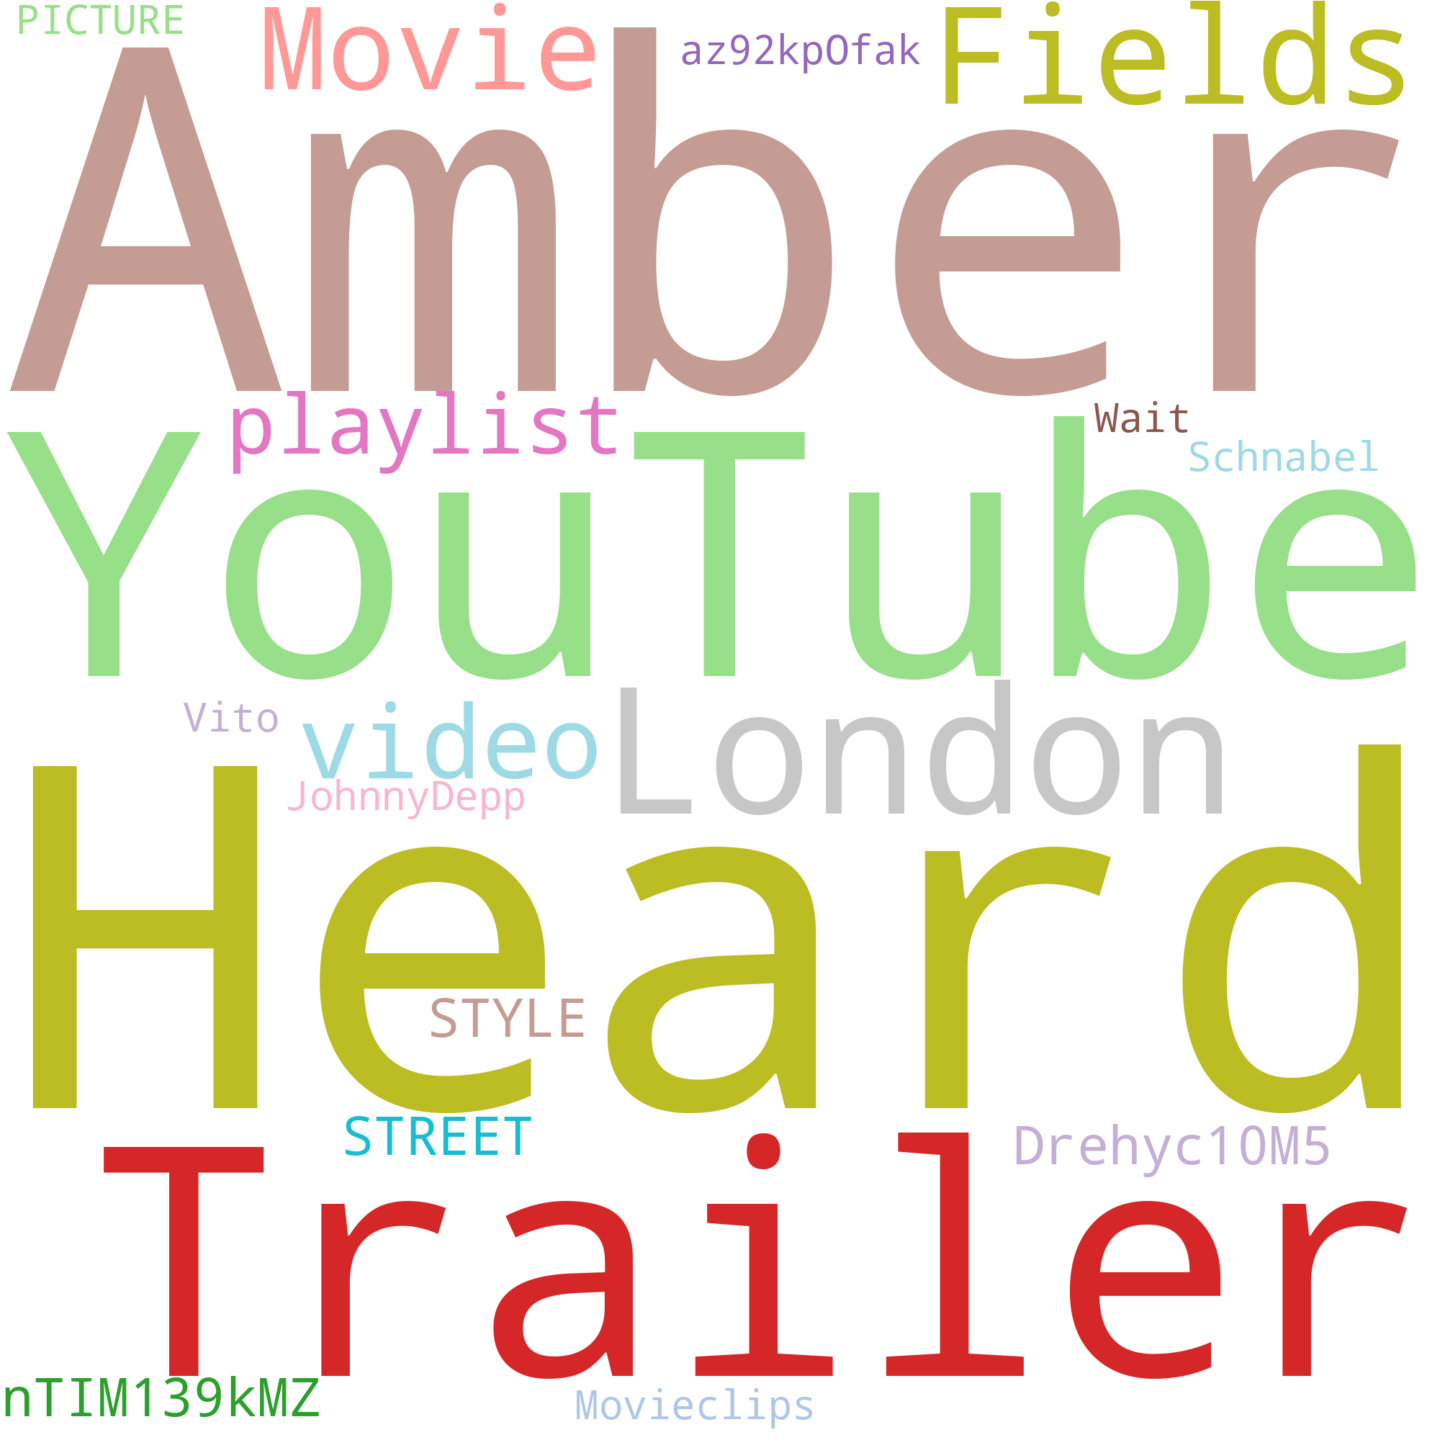 PICTURE
Movie
az92kpOfak
Fields
Amber
playlist
Wait
Schnabel
YouTube
Vito
video
London
JohnnyDepp
Heard
STYLE
STREET
Drehyc10M5
Trailer
nTIM139kMZ
Movieclips